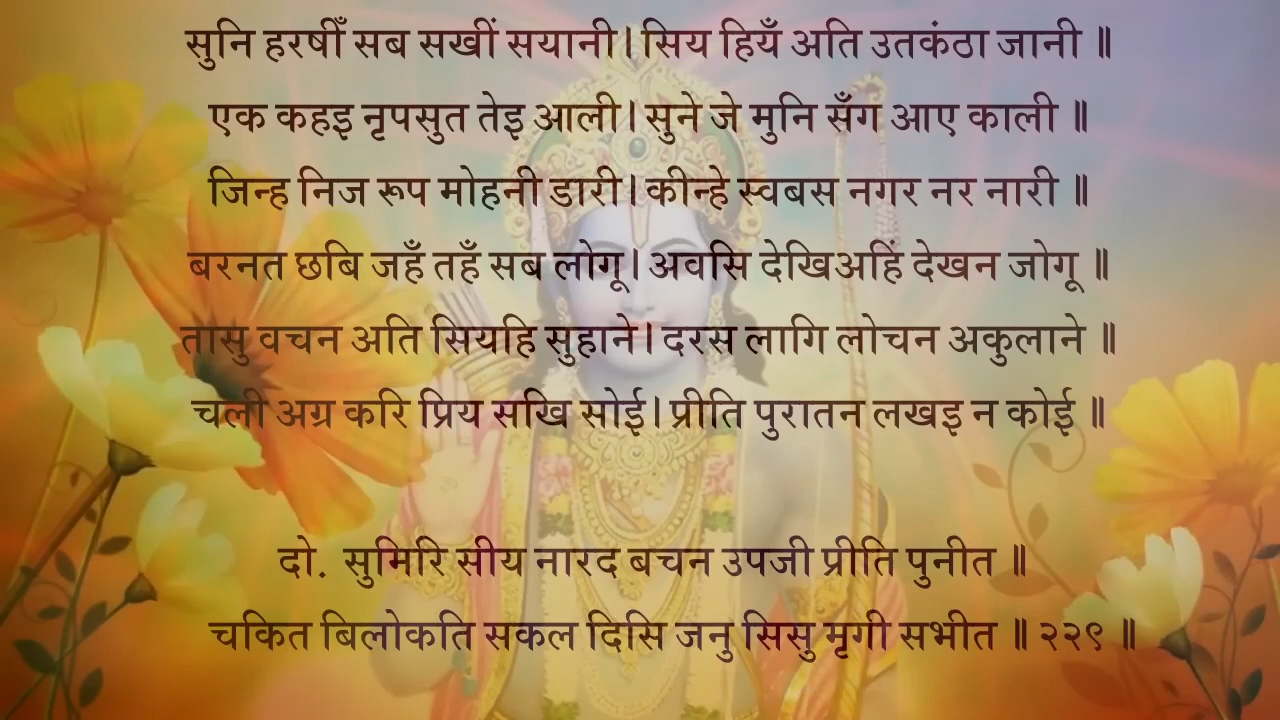 सुनि हरषीं सब सखीं सयानी। सिय हियँ अति उतकंठा जानी ॥
एक कहइ नृपसुत तेइ आली। सुने जे मुनि सँग आए काली ॥
जिन्ह निज रूप मोहनी डारी। कीन्हे स्वबस नगर नर नारी ॥
बरनत छबि जहँ तहँ सब लोगू। अवसि देखिअहिं देखन जोगू ॥
तासु वचन अति सियहि सुहाने। दरस लागि लोचन अकुलाने ॥
चली अग्र करि प्रिय सखि सोई। प्रीति पुरातन लखइ न कोई ॥
दो. सुमिरि सीय नारद बचन उपजी प्रीति पुनीत ॥
चकित बिलोकति सकल दिसि जनु सिसु मृगी सभीत ॥ २२९ ॥